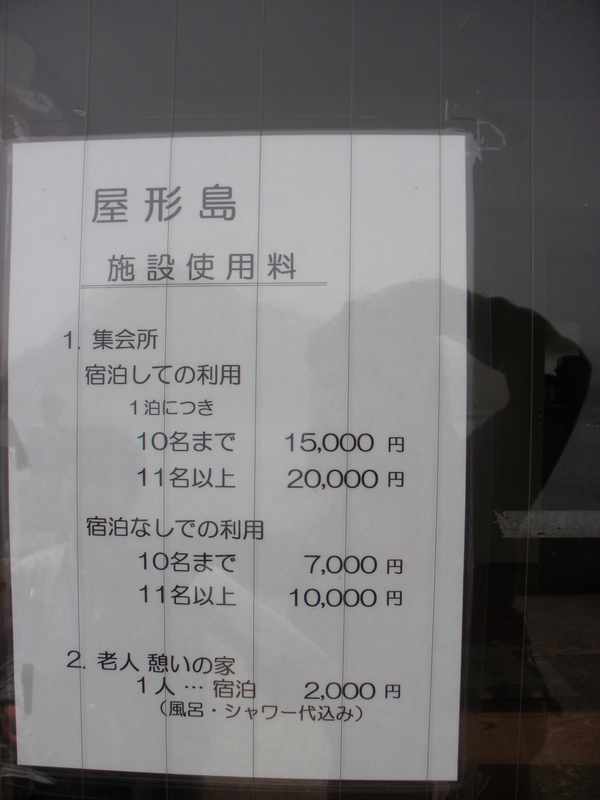 屋形島
施設使用料
1. 集会所
宿泊しての利用
1泊につき
10名まで 15,000 円
11名以上 20,000 円
宿泊なしでの利用
10名まで 7,000 円
11名以上 10,000 円
2. 老人 憩いの家
1人 … 宿泊 2,000 円
(風呂・シャワー代込み)